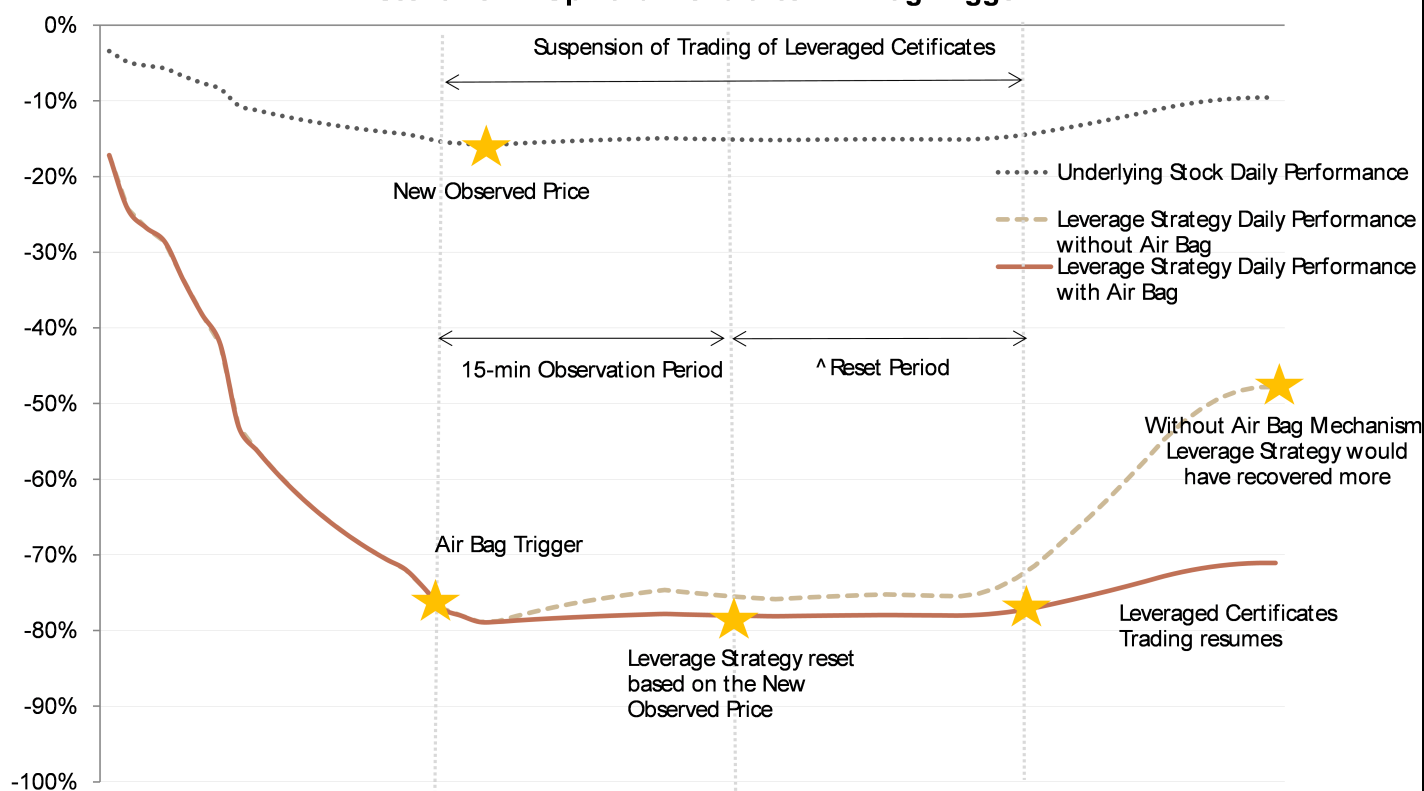 0%
Suspension of Trading of Leveraged Cetificates
-10%
-20%
New Observed Price
Underlying Stock Daily Performance
Leverage Strategy Daily Performance
without Air Bag
Leverage Strategy Daily Performance
with Air Bag
-30%
-40%
15-min Observation Period
^Reset Period
-50%
Without Air Bag Mechanism
Leverage Strategy would
have recovered more
-60%
-70%
Air Bag Trigger
-80%
Leveraged Certificates
Trading resumes
Leverage Strategy reset
based on the New
Observed Price
-90%
-100%